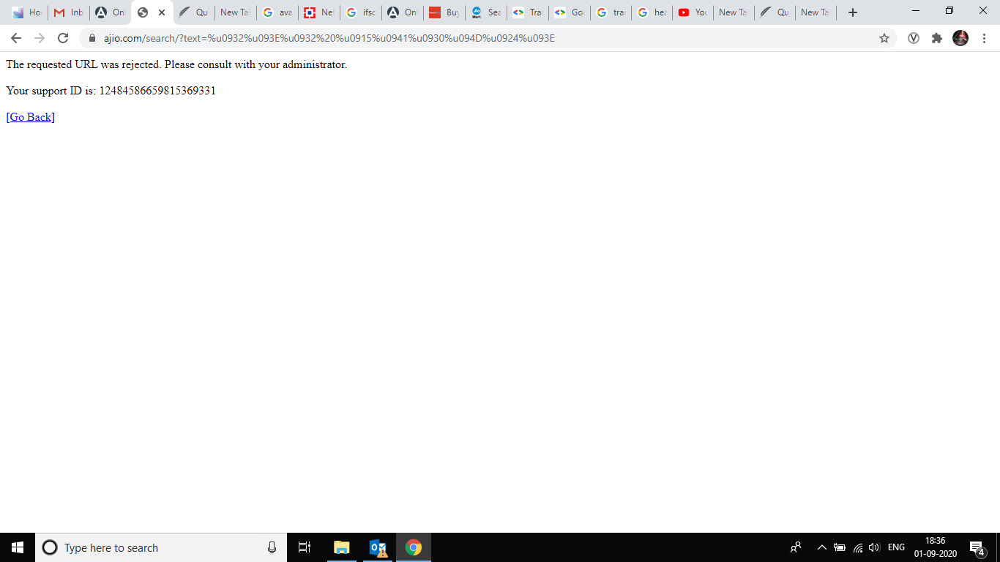 Ho
Inb
Onl
Qu
New Ta
ava
Ne
ifsc
Onl
Buy
Sea
Tra
Goo
tra
hea
You
New Ta
Qu
New Ta
ajio.com/search/?text=%u0932%u093E%u0932%20%u0915%u0941%u0930%u094D%u0924%u093E
The requested URL was rejected. Please consult with your administrator.
Your support ID is: 12484586659815369331
[Go Back]
Type here to search
ENG
18:36
01-09-2020
4